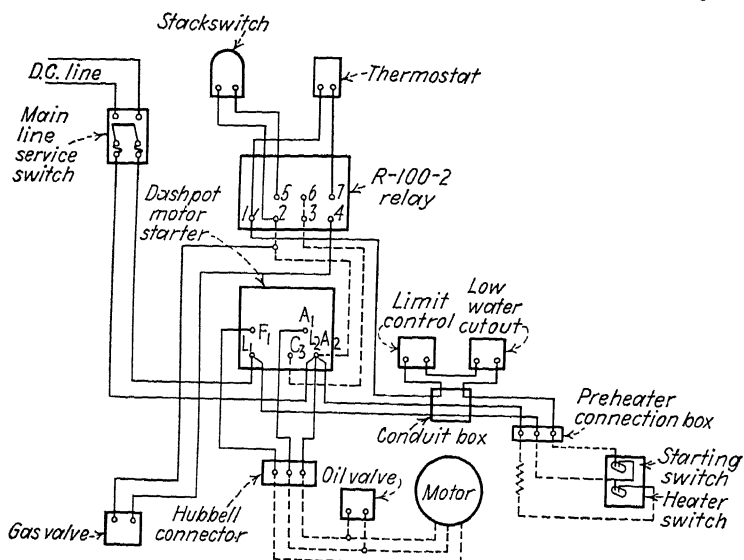 Stackswitch
D.C. line
Thermostat
Main
line
service
switch
R-100-2
relay
5 6 7
1 2 3 4
Dashpot
motor
starter
A1
F1
L1 C3 L2 A2
Limit
control
Low
water
cutout
Preheater
connection box
Conduit box
Starting
switch
Heater
switch
Oil valve
Motor
Hubbell
connector
Gas valve